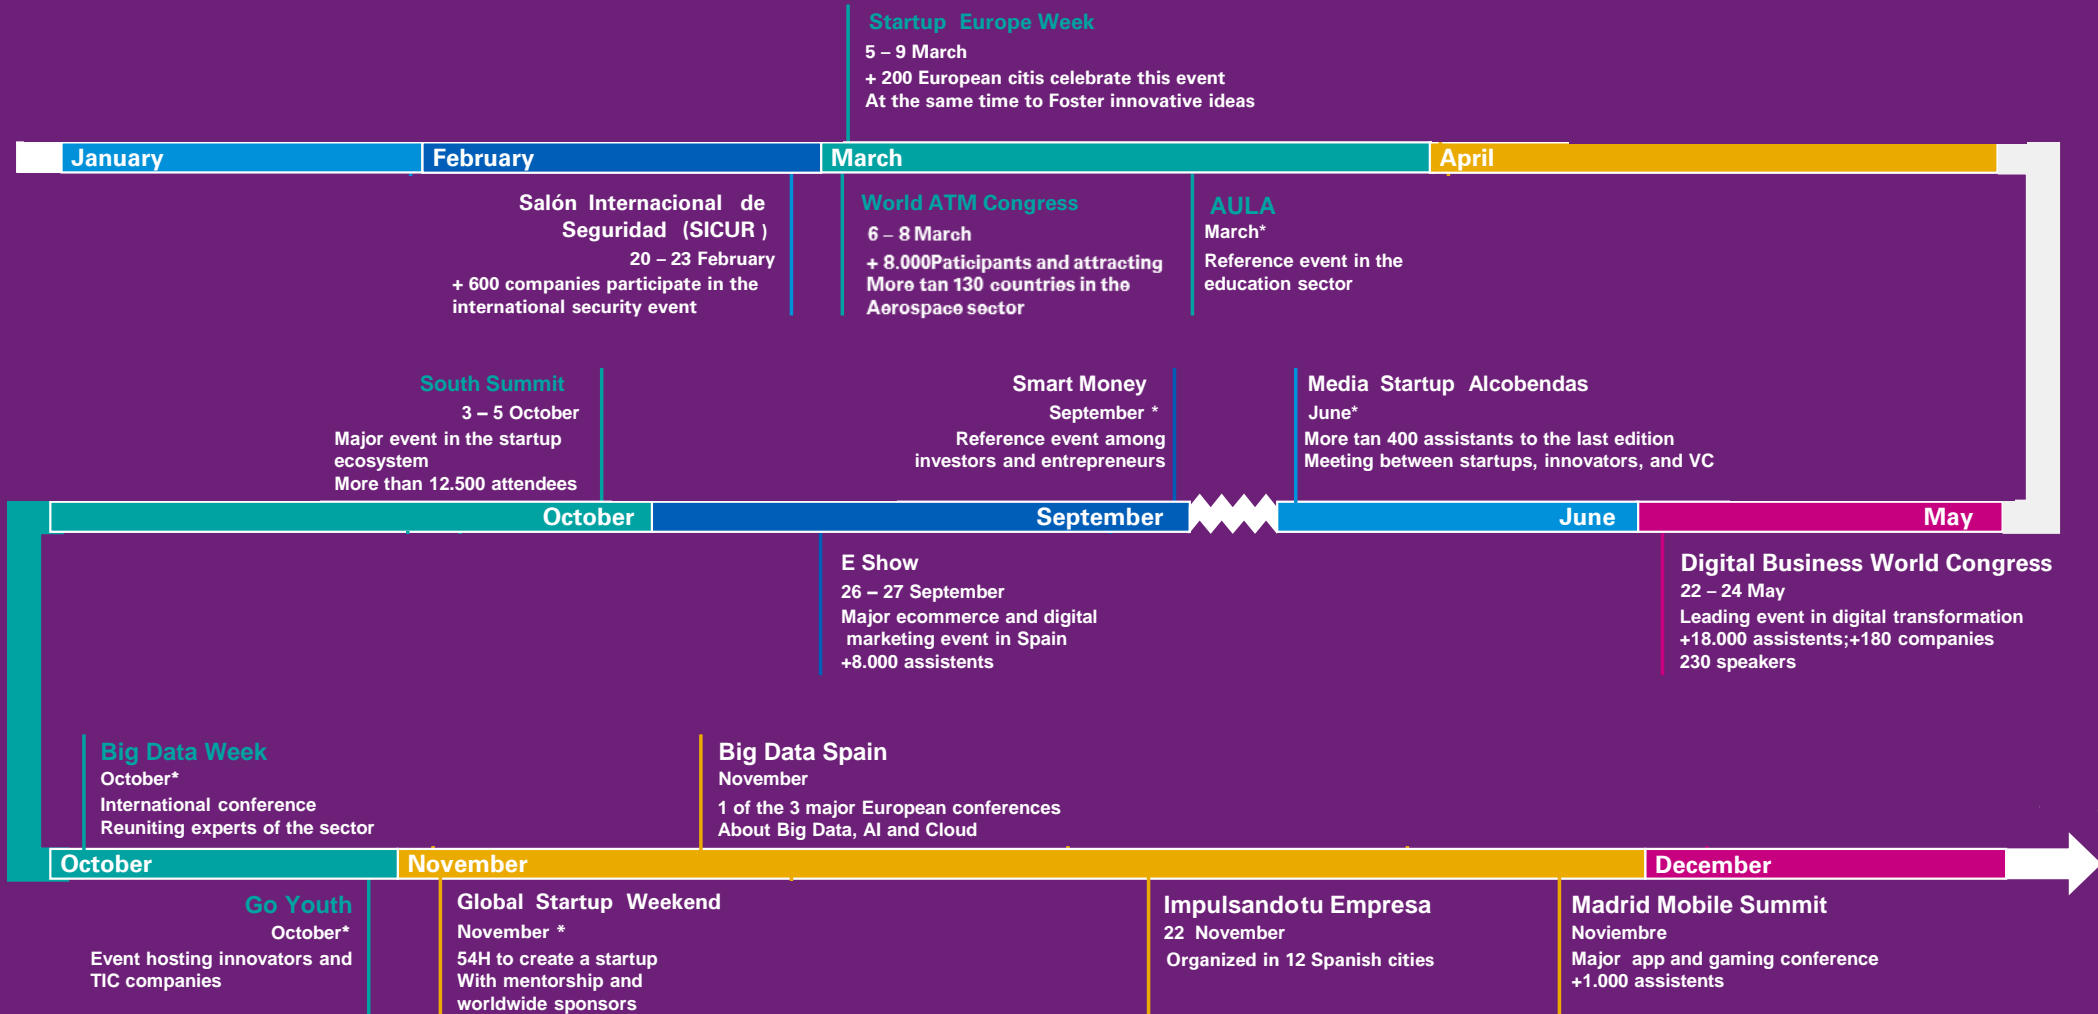 Startup Europe Week
5 – 9 March
+ 200 European citis celebrate this event
At the same time to Foster innovative ideas
January
February
March
April
Salón Internacional de
Seguridad (SICUR )
20 – 23 February
+ 600 companies participate in the
international security event
World ATM Congress
6 – 8 March
+ 8.000Paticipants and attracting
More tan 130 countries in the
Aerospace sector
AULA
March*
Reference event in the
education sector
South Summit
3 – 5 October
Major event in the startup
ecosystem
More than 12.500 attendees
Smart Money
September *
Reference event among
investors and entrepreneurs
Media Startup Alcobendas
June*
More tan 400 assistants to the last edition
Meeting between startups, innovators, and VC
October
September
June
May
E Show
26 – 27 September
Major ecommerce and digital
marketing event in Spain
+8.000 assistents
Digital Business World Congress
22 – 24 May
Leading event in digital transformation
+18.000 assistents;+180 companies
230 speakers
Big Data Week
October*
International conference
Reuniting experts of the sector
Big Data Spain
November
1 of the 3 major European conferences
About Big Data, AI and Cloud
October
November
December
Go Youth
October*
Event hosting innovators and
TIC companies
Global Startup Weekend
November *
54H to create a startup
With mentorship and
worldwide sponsors
Impulsandotu Empresa
22 November
Organized in 12 Spanish cities
Madrid Mobile Summit
Noviembre
Major app and gaming conference
+1.000 assistents